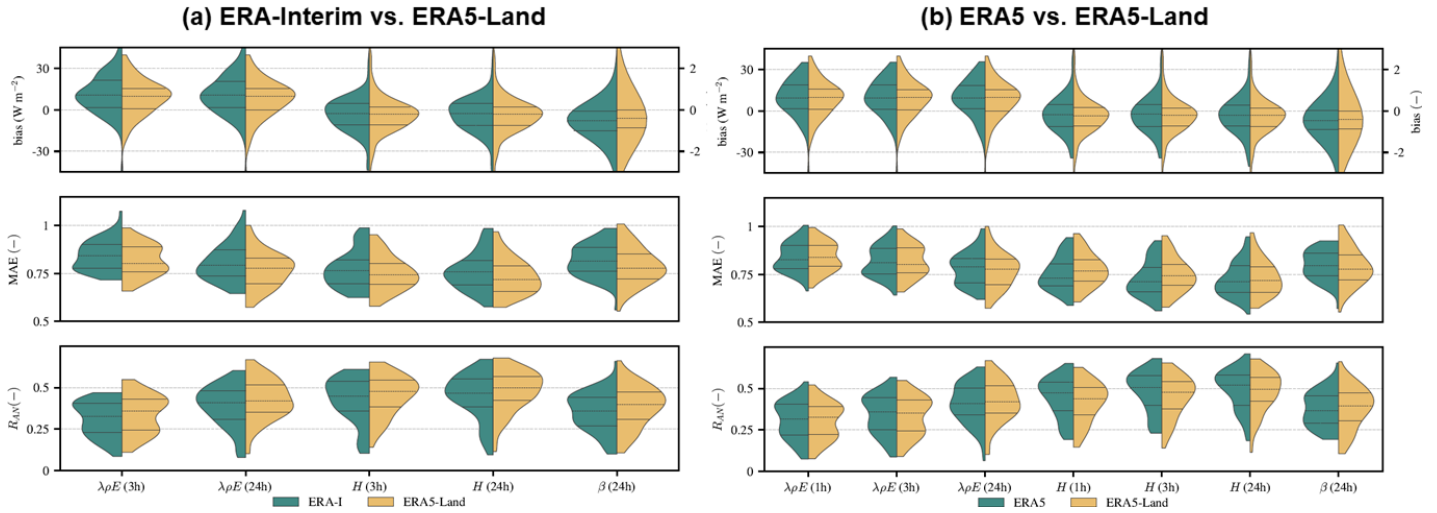 (a) ERA-Interim vs. ERA5-Land
bias (W m⁻²)
30
0
-30
2
0
-2
MAE (−)
1
0.75
0.5
R_AN(−)
0.5
0.25
0
λρE (3h)
λρE (24h)
H (3h)
H (24h)
β (24h)
ERA-I
ERA5-Land
(b) ERA5 vs. ERA5-Land
bias (W m⁻²)
30
0
-30
2
0
-2
bias (−)
MAE (−)
1
0.75
0.5
R_AN(−)
0.5
0.25
0
λρE (1h)
λρE (3h)
λρE (24h)
H (1h)
H (3h)
H (24h)
β (24h)
ERA5
ERA5-Land